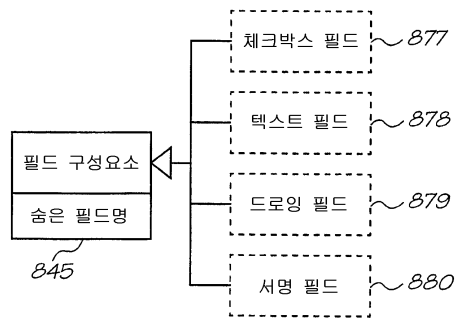 체크박스 필드
877
텍스트 필드
878
필드 구성요소
숨은 필드명
845
드로잉 필드
879
서명 필드
880